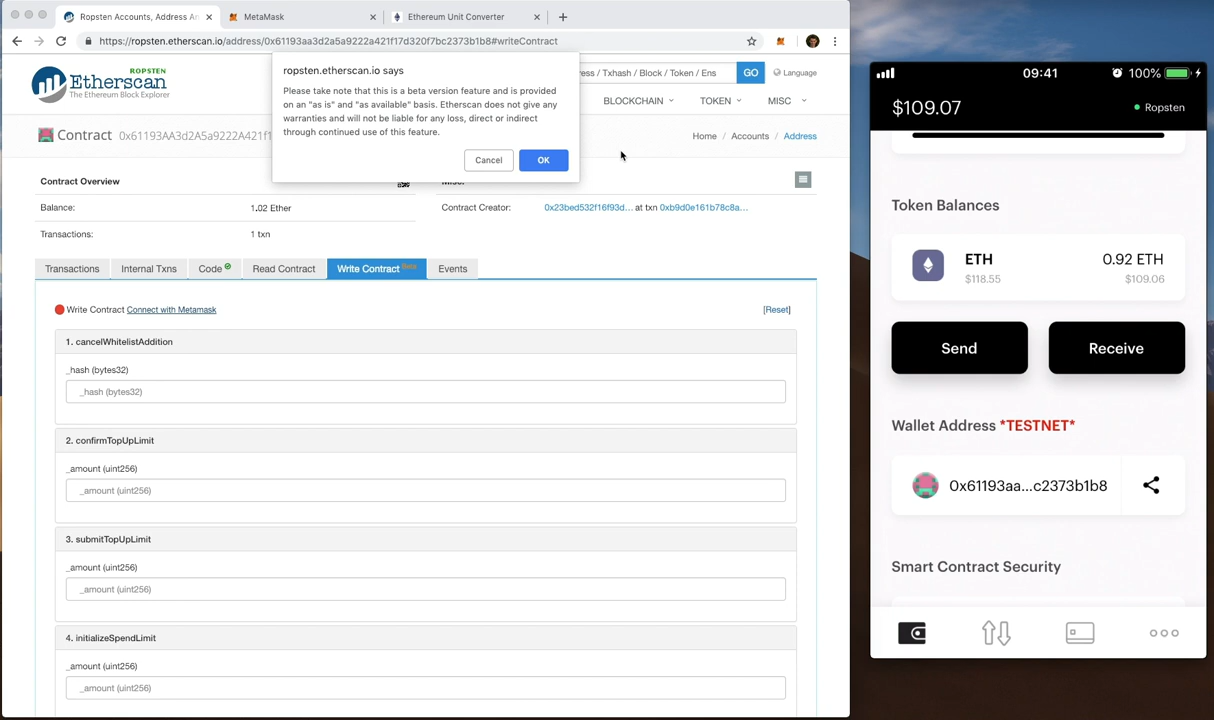 Ropsten Accounts, Address An
MetaMask
Ethereum Unit Converter
https://ropsten.etherscan.io/address/0x61193aa3d2a5a9222a421f17d320f7bc2373b1b8#writeContract
ROPSTEN
Etherscan
The Ethereum Block Explorer
ress / Txhash / Block / Token / Ens
GO
Language
BLOCKCHAIN
TOKEN
MISC
ropsten.etherscan.io says
Please take note that this is a beta version feature and is provided
on an "as is" and "as available" basis. Etherscan does not give any
warranties and will not be liable for any loss, direct or indirect
through continued use of this feature.
Cancel
OK
Contract 0x61193AA3D2A5a9222A421f1
Home / Accounts / Address
Contract Overview
Misc:
Balance:
1.02 Ether
Contract Creator:
0x23bed532f16f93d... at txn 0xb9d0e161b78c8a...
Transactions:
1 txn
Transactions
Internal Txns
Code
Read Contract
Write Contract Beta
Events
Write Contract Connect with Metamask
[Reset]
1. cancelWhitelistAddition
_hash (bytes32)
_hash (bytes32)
2. confirmTopUpLimit
_amount (uint256)
_amount (uint256)
3. submitTopUpLimit
_amount (uint256)
_amount (uint256)
4. initializeSpendLimit
_amount (uint256)
_amount (uint256)
09:41
100%
$109.07
Ropsten
Token Balances
ETH
0.92 ETH
$118.55
$109.06
Send
Receive
Wallet Address *TESTNET*
0x61193aa...c2373b1b8
Smart Contract Security